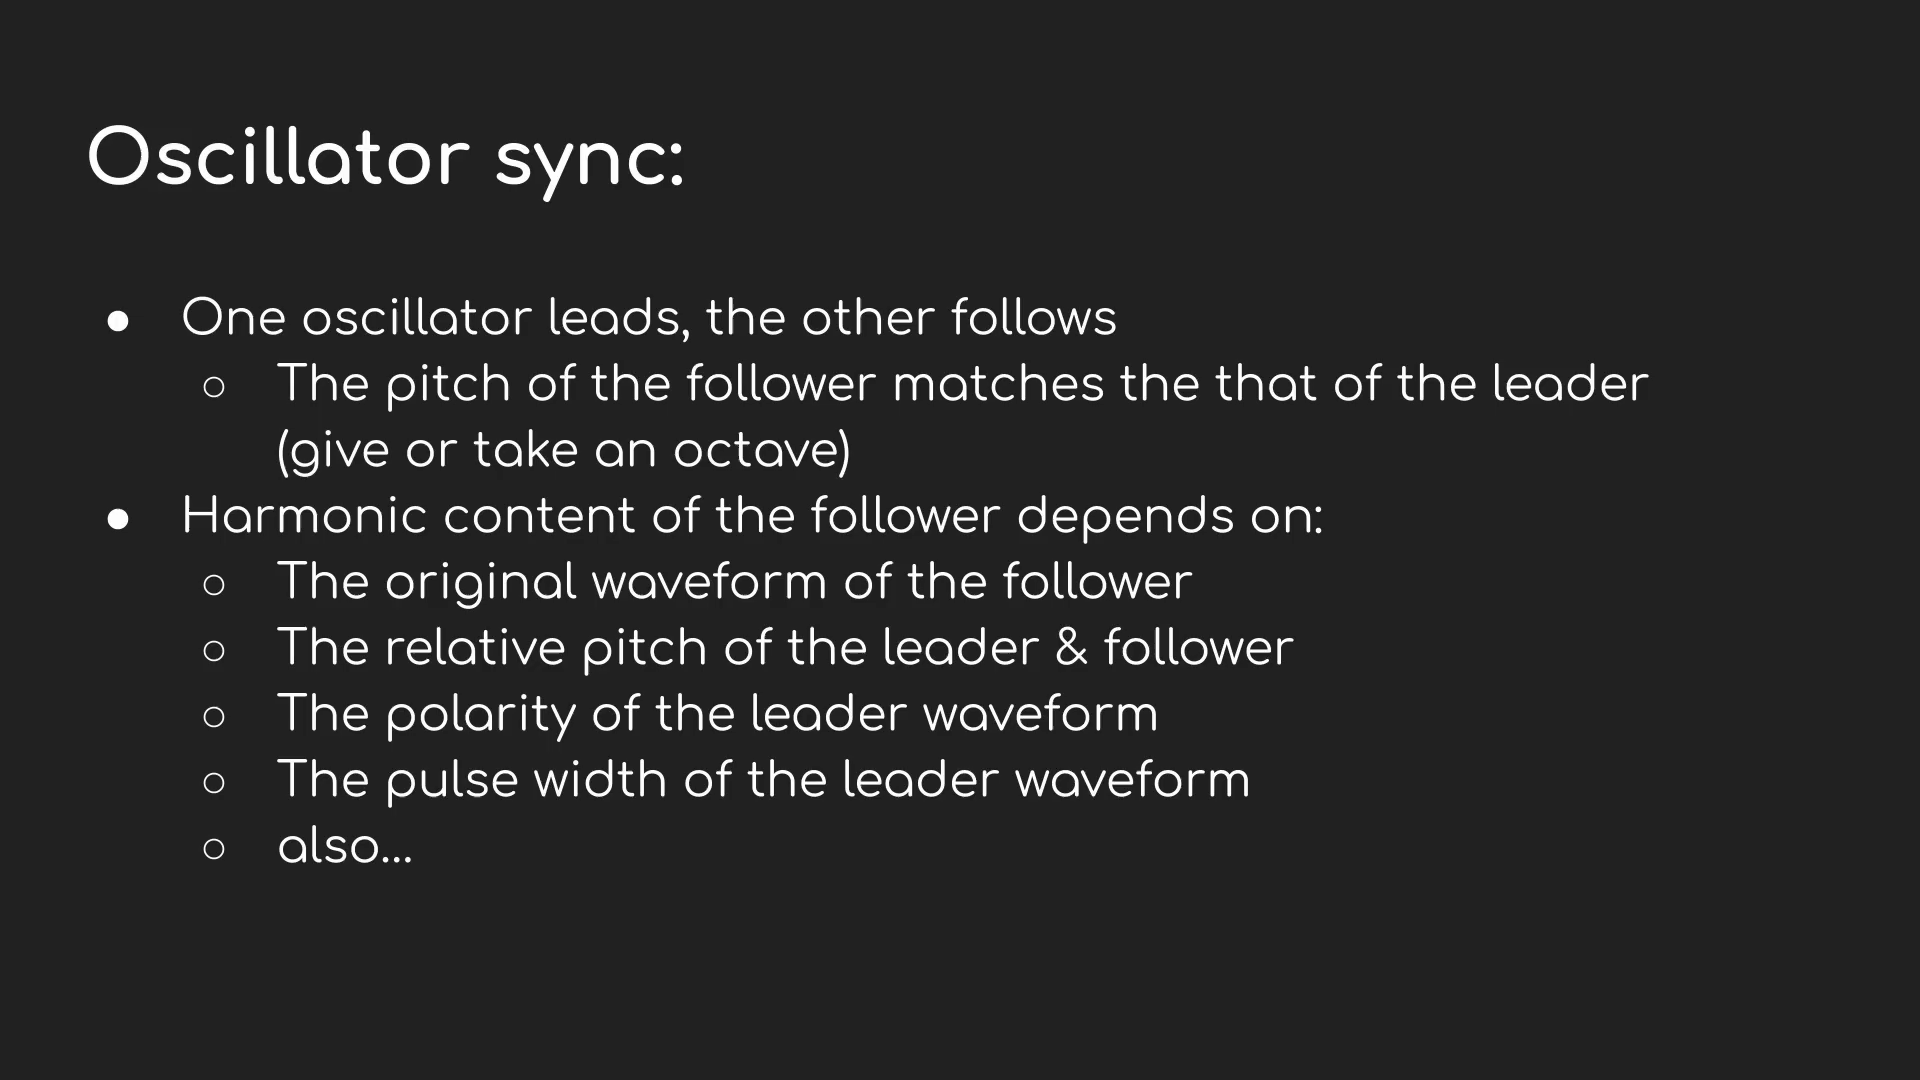 Oscillator sync:
● One oscillator leads, the other follows
○ The pitch of the follower matches the that of the leader
(give or take an octave)
● Harmonic content of the follower depends on:
○ The original waveform of the follower
○ The relative pitch of the leader & follower
○ The polarity of the leader waveform
○ The pulse width of the leader waveform
○ also...